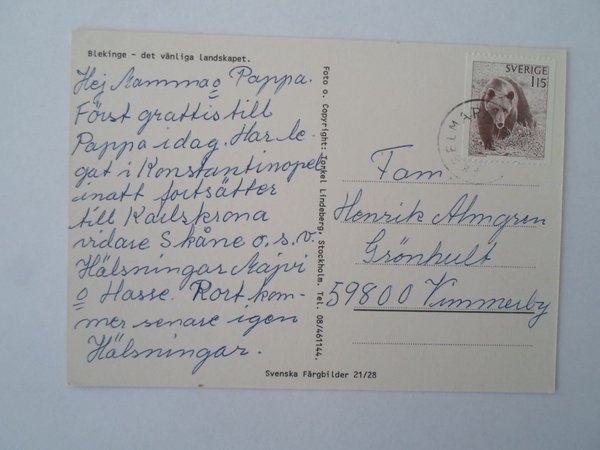 Blekinge - det vänliga landskapet.
Hej Mamma o Pappa.
Först grattis till
Pappa idag. Har le
gat i Konstantinopel
inatt fortsätter
till Karlskrona
vidare Skåne o.s.v.
Hälsningar Majvi
o Hasse. Kort kom-
mer senare igen
Hälsningar.
Foto o. Copyright: Torkel Lindeberg, Stockholm. Tel. 08/461144.
SVERIGE
115
Fam
Henrik Almgren
Grönhult
59800 Vimmerby
Svenska Färgbilder 21/28